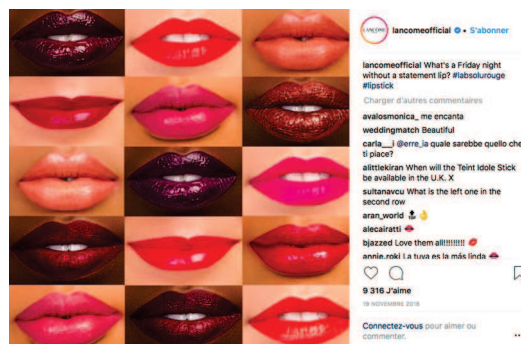 LANCÔME
lancomeofficial • S'abonner
lancomeofficial What's a Friday night
without a statement lip? #labsolurouge
#lipstick
Charger d'autres commentaires
avalosmonica_ me encanta
weddingmatch Beautiful
carla___i @erre_ia quale sarebbe quello che
ti piace?
alittlekiran When will the Teint Idole Stick
be available in the U.K. X
sultanavcu What is the left one in the
second row
aran_world
alecairatti
bjazzed Love them all!!!!!!!!!
annie.roki La tuya es la más linda
9 316 J'aime
19 NOVEMBRE 2016
Connectez-vous pour aimer ou
commenter.